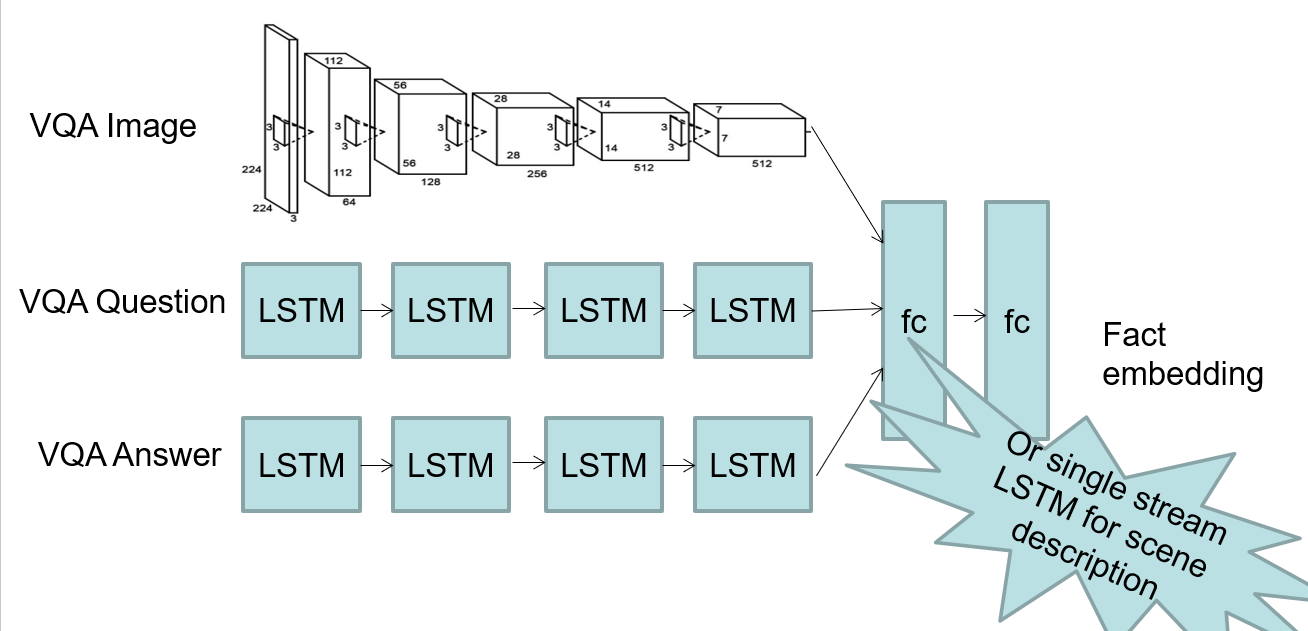 VQA Image
112
56
28
14
7
3
3
3
3
3
3
3
3
3
3
224
224
3
112
64
56
128
28
256
14
512
7
512
VQA Question
LSTM
LSTM
LSTM
LSTM
VQA Answer
LSTM
LSTM
LSTM
LSTM
fc
fc
Fact
embedding
Or single stream
LSTM for scene
description